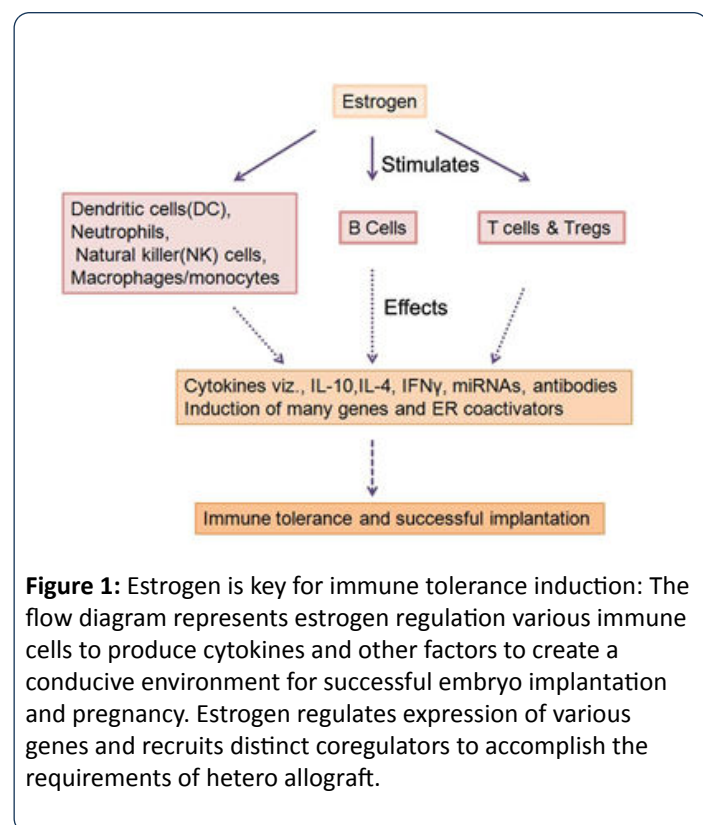 Estrogen
Stimulates
Dendritic cells(DC),
Neutrophils,
Natural killer(NK) cells,
Macrophages/monocytes
B Cells
T cells & Tregs
Effects
Cytokines viz., IL-10,IL-4, IFNγ, miRNAs, antibodies
Induction of many genes and ER coactivators
Immune tolerance and successful implantation
Figure 1: Estrogen is key for immune tolerance induction: The
flow diagram represents estrogen regulation various immune
cells to produce cytokines and other factors to create a
conducive environment for successful embryo implantation
and pregnancy. Estrogen regulates expression of various
genes and recruits distinct coregulators to accomplish the
requirements of hetero allograft.